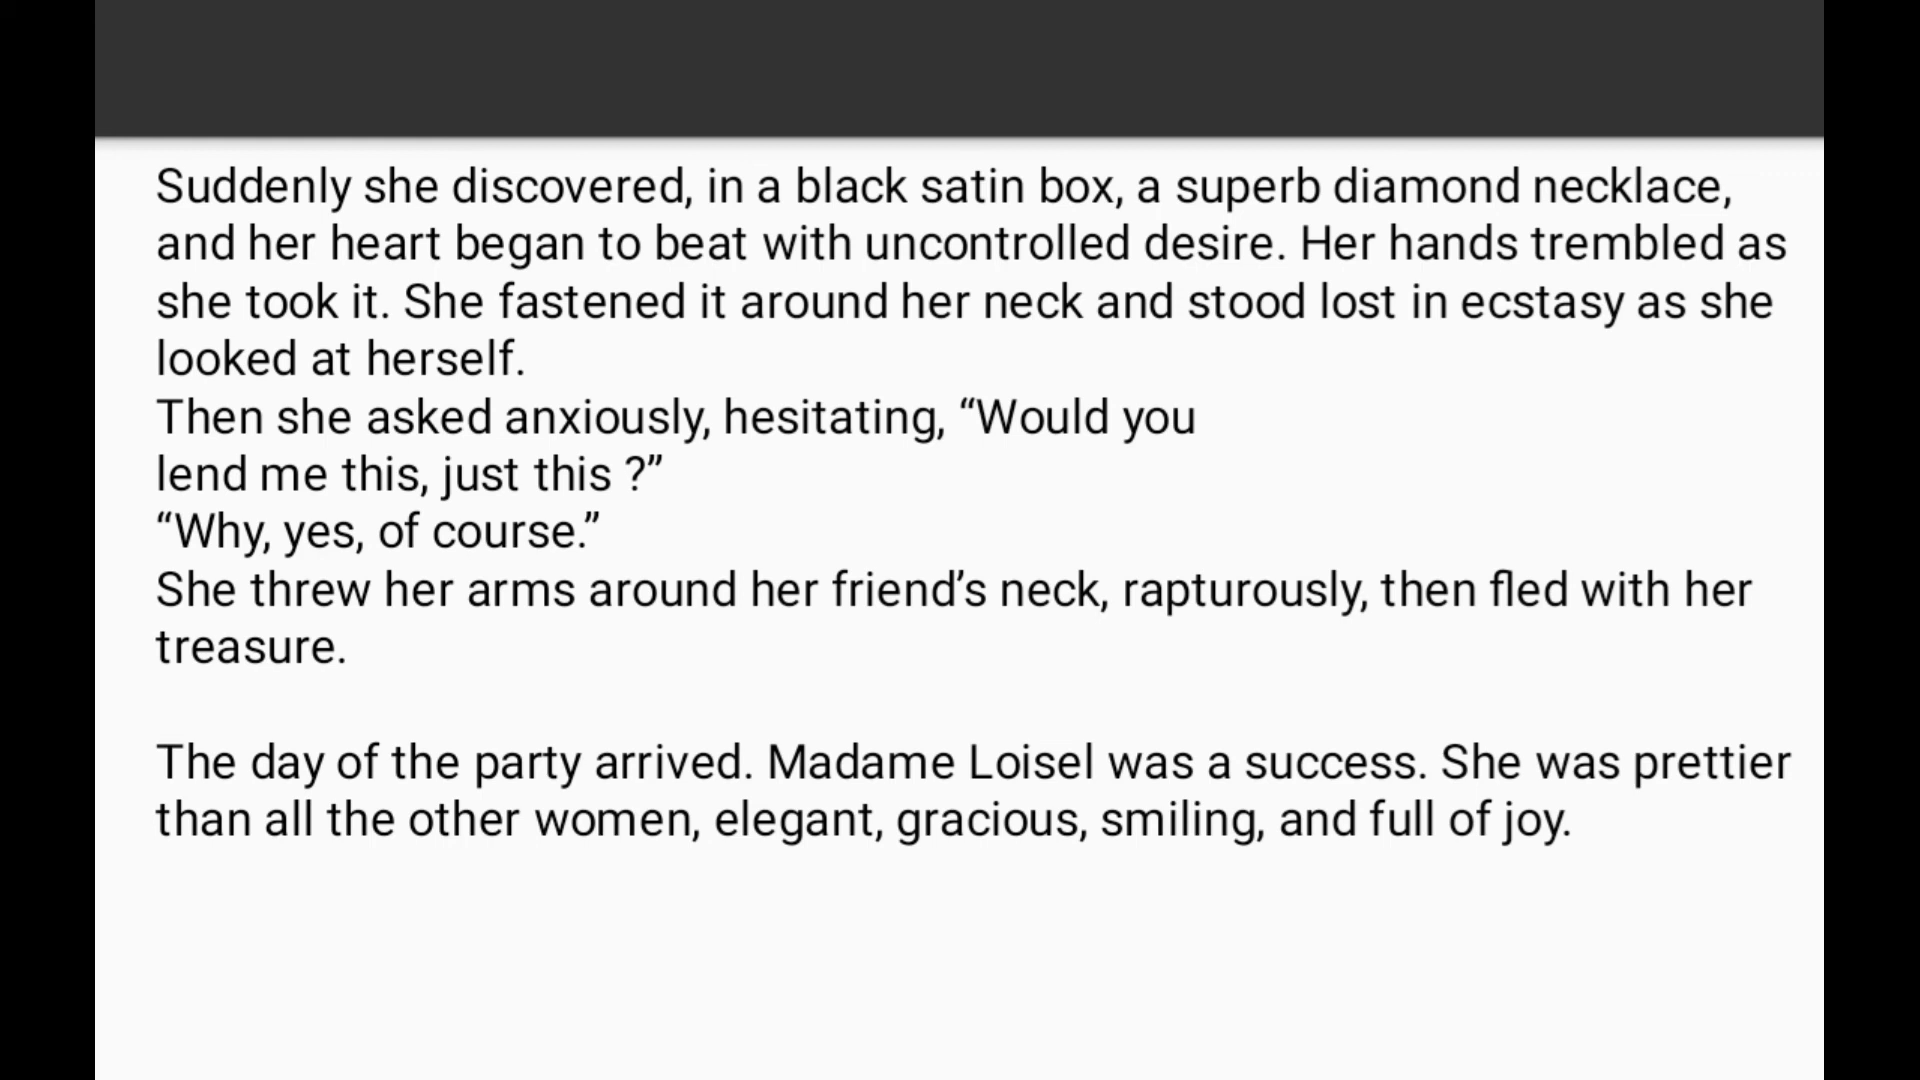 Suddenly she discovered, in a black satin box, a superb diamond necklace,
and her heart began to beat with uncontrolled desire. Her hands trembled as
she took it. She fastened it around her neck and stood lost in ecstasy as she
looked at herself.
Then she asked anxiously, hesitating, “Would you
lend me this, just this ?”
“Why, yes, of course.”
She threw her arms around her friend’s neck, rapturously, then fled with her
treasure.
The day of the party arrived. Madame Loisel was a success. She was prettier
than all the other women, elegant, gracious, smiling, and full of joy.